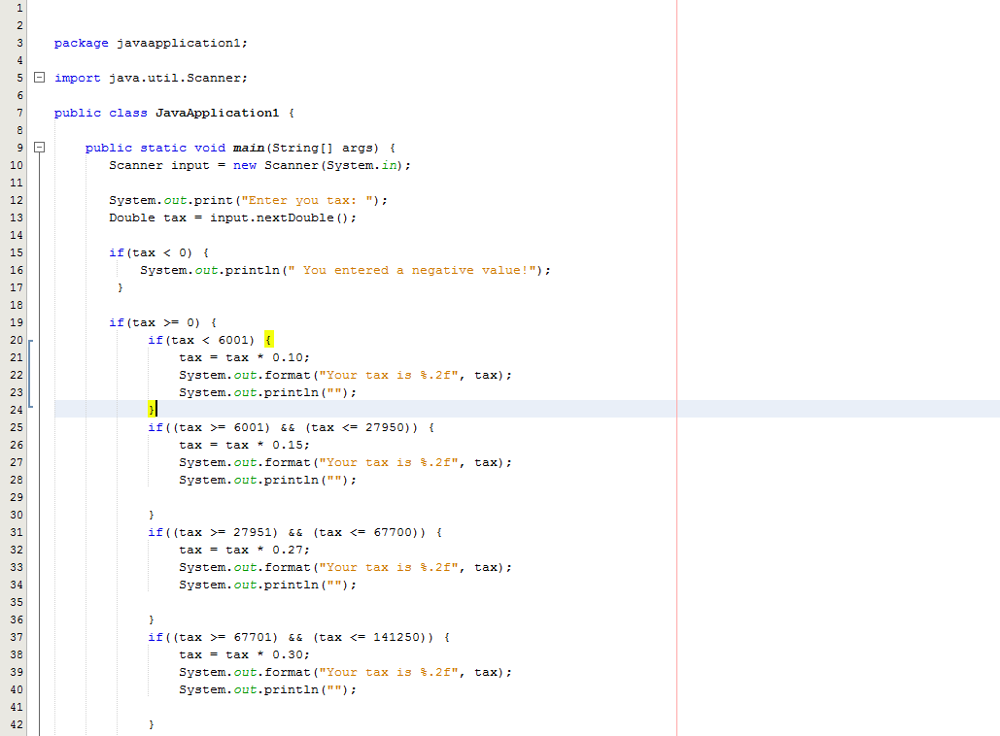 1
2
3 package javaapplication1;
4
5 import java.util.Scanner;
6
7 public class JavaApplication1 {
8
9 public static void main(String[] args) {
10 Scanner input = new Scanner(System.in);
11
12 System.out.print("Enter you tax: ");
13 Double tax = input.nextDouble();
14
15 if(tax < 0) {
16 System.out.println(" You entered a negative value!");
17 }
18
19 if(tax >= 0) {
20 if(tax < 6001) {
21 tax = tax * 0.10;
22 System.out.format("Your tax is %.2f", tax);
23 System.out.println("");
24 }
25 if((tax >= 6001) && (tax <= 27950)) {
26 tax = tax * 0.15;
27 System.out.format("Your tax is %.2f", tax);
28 System.out.println("");
29
30 }
31 if((tax >= 27951) && (tax <= 67700)) {
32 tax = tax * 0.27;
33 System.out.format("Your tax is %.2f", tax);
34 System.out.println("");
35
36 }
37 if((tax >= 67701) && (tax <= 141250)) {
38 tax = tax * 0.30;
39 System.out.format("Your tax is %.2f", tax);
40 System.out.println("");
41
42 }